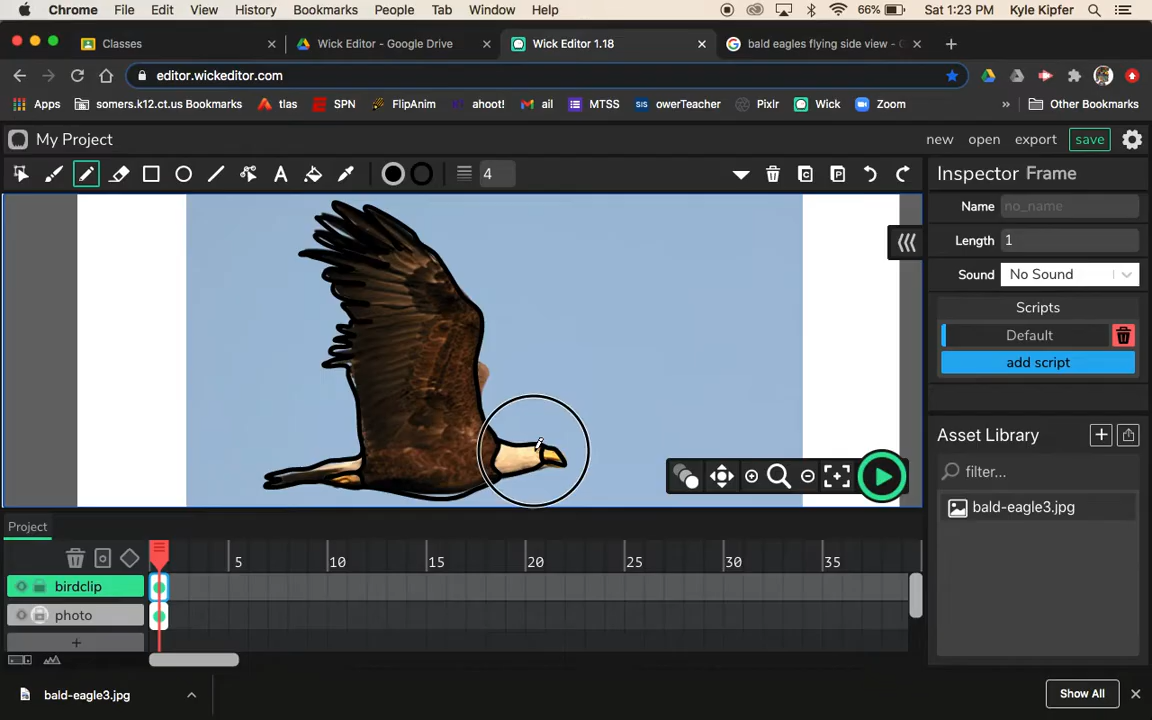 Chrome File Edit View History Bookmarks People Tab Window Help 66% Sat 1:23 PM Kyle Kipfer
Classes Wick Editor - Google Drive Wick Editor 1.18 bald eagles flying side view - G
editor.wickeditor.com
Apps somers.k12.ct.us Bookmarks tlas SPN FlipAnim ahoot! ail MTSS SIS owerTeacher Pixlr Wick Zoom » Other Bookmarks
My Project new open export save
4 Inspector Frame
Name no_name
Length 1
Sound No Sound
Scripts
Default
add script
Asset Library
filter...
bald-eagle3.jpg
Project
5 10 15 20 25 30 35
birdclip
photo
+
bald-eagle3.jpg Show All